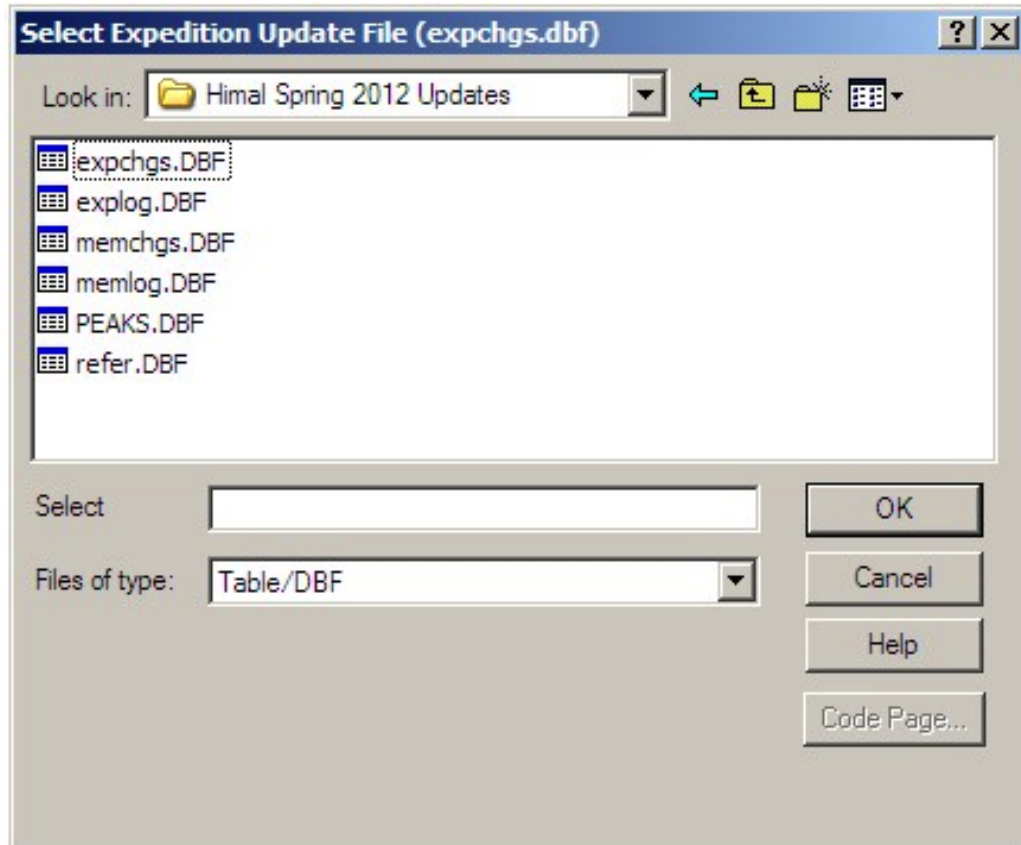 Select Expedition Update File (expchgs.dbf)
Look in: Himal Spring 2012 Updates
expchgs.DBF
explog.DBF
memchgs.DBF
memlog.DBF
PEAKS.DBF
refer.DBF
Select
OK
Files of type: Table/DBF
Cancel
Help
Code Page...